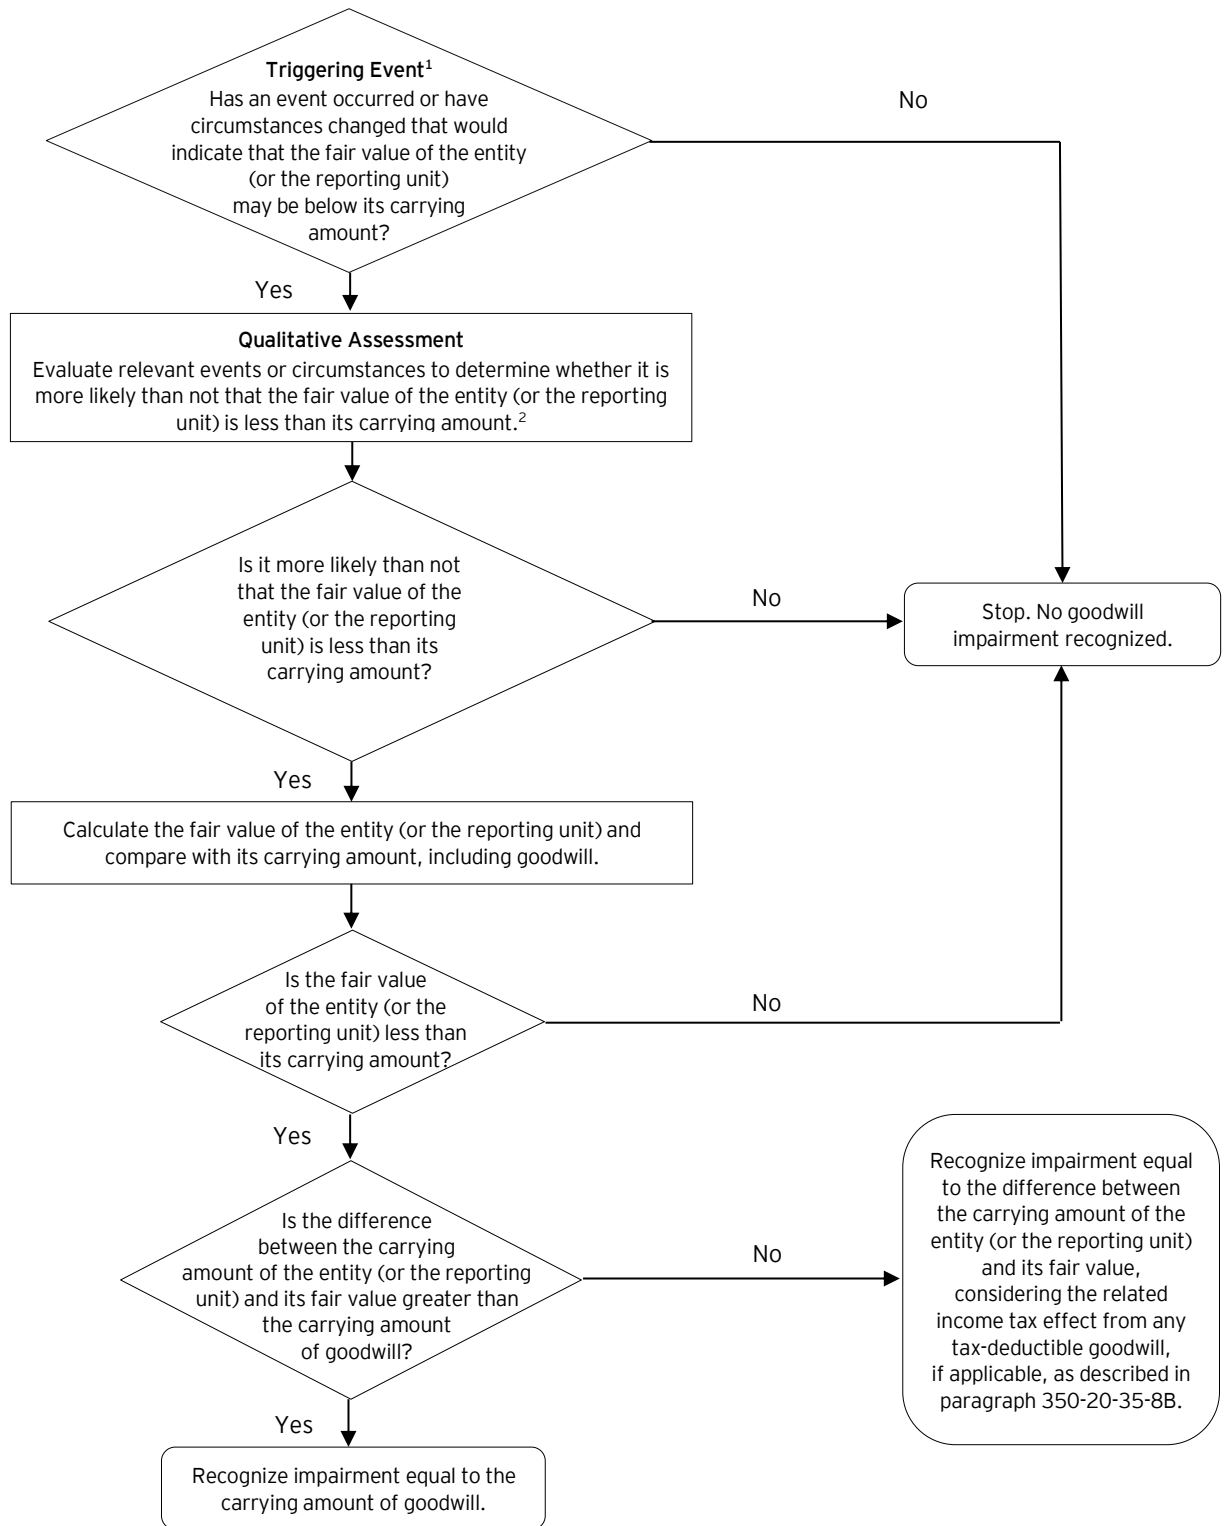 Triggering Event¹
Has an event occurred or have
circumstances changed that would
indicate that the fair value of the entity
(or the reporting unit)
may be below its carrying
amount?
No
Yes
Qualitative Assessment
Evaluate relevant events or circumstances to determine whether it is
more likely than not that the fair value of the entity (or the reporting
unit) is less than its carrying amount.²
Is it more likely than not
that the fair value of the
entity (or the reporting
unit) is less than its
carrying amount?
No
Stop. No goodwill
impairment recognized.
Yes
Calculate the fair value of the entity (or the reporting unit) and
compare with its carrying amount, including goodwill.
Is the fair value
of the entity (or the
reporting unit) less than
its carrying amount?
No
Yes
Is the difference
between the carrying
amount of the entity (or the reporting
unit) and its fair value greater than
the carrying amount
of goodwill?
No
Recognize impairment equal
to the difference between
the carrying amount of the
entity (or the reporting unit)
and its fair value,
considering the related
income tax effect from any
tax-deductible goodwill,
if applicable, as described in
paragraph 350-20-35-8B.
Yes
Recognize impairment equal to the
carrying amount of goodwill.